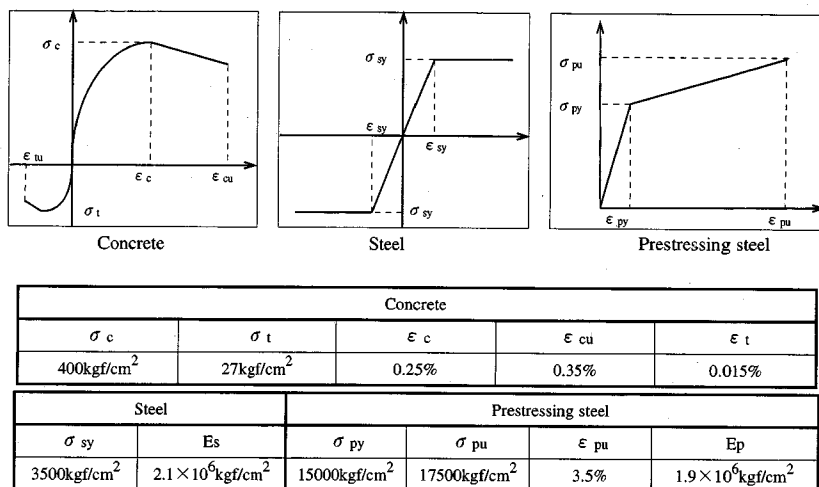 σ c
ε tu
ε c
ε cu
σ t
Concrete
σ sy
ε sy
ε sy
σ sy
Steel
σ pu
σ py
ε py
ε pu
Prestressing steel
Concrete
σ c σ t ε c ε cu ε t
400kgf/cm² 27kgf/cm² 0.25% 0.35% 0.015%
Steel Prestressing steel
σ sy Es σ py σ pu ε pu Ep
3500kgf/cm² 2.1×10⁶kgf/cm² 15000kgf/cm² 17500kgf/cm² 3.5% 1.9×10⁶kgf/cm²